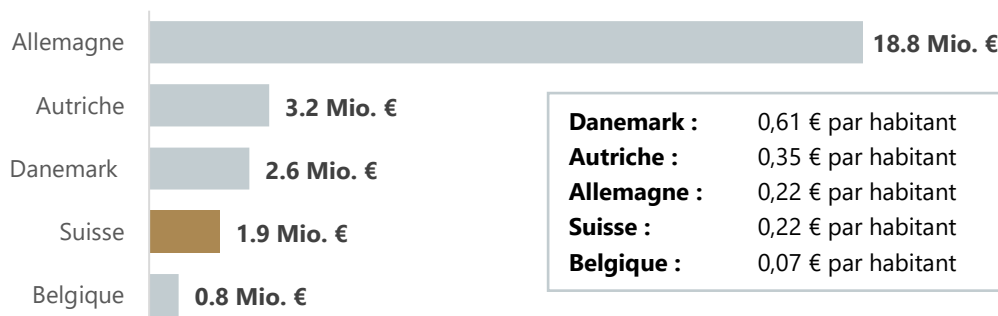 Allemagne 18.8 Mio. €
Autriche 3.2 Mio. €
Danemark 2.6 Mio. €
Suisse 1.9 Mio. €
Belgique 0.8 Mio. €
Danemark : 0,61 € par habitant
Autriche : 0,35 € par habitant
Allemagne : 0,22 € par habitant
Suisse : 0,22 € par habitant
Belgique : 0,07 € par habitant